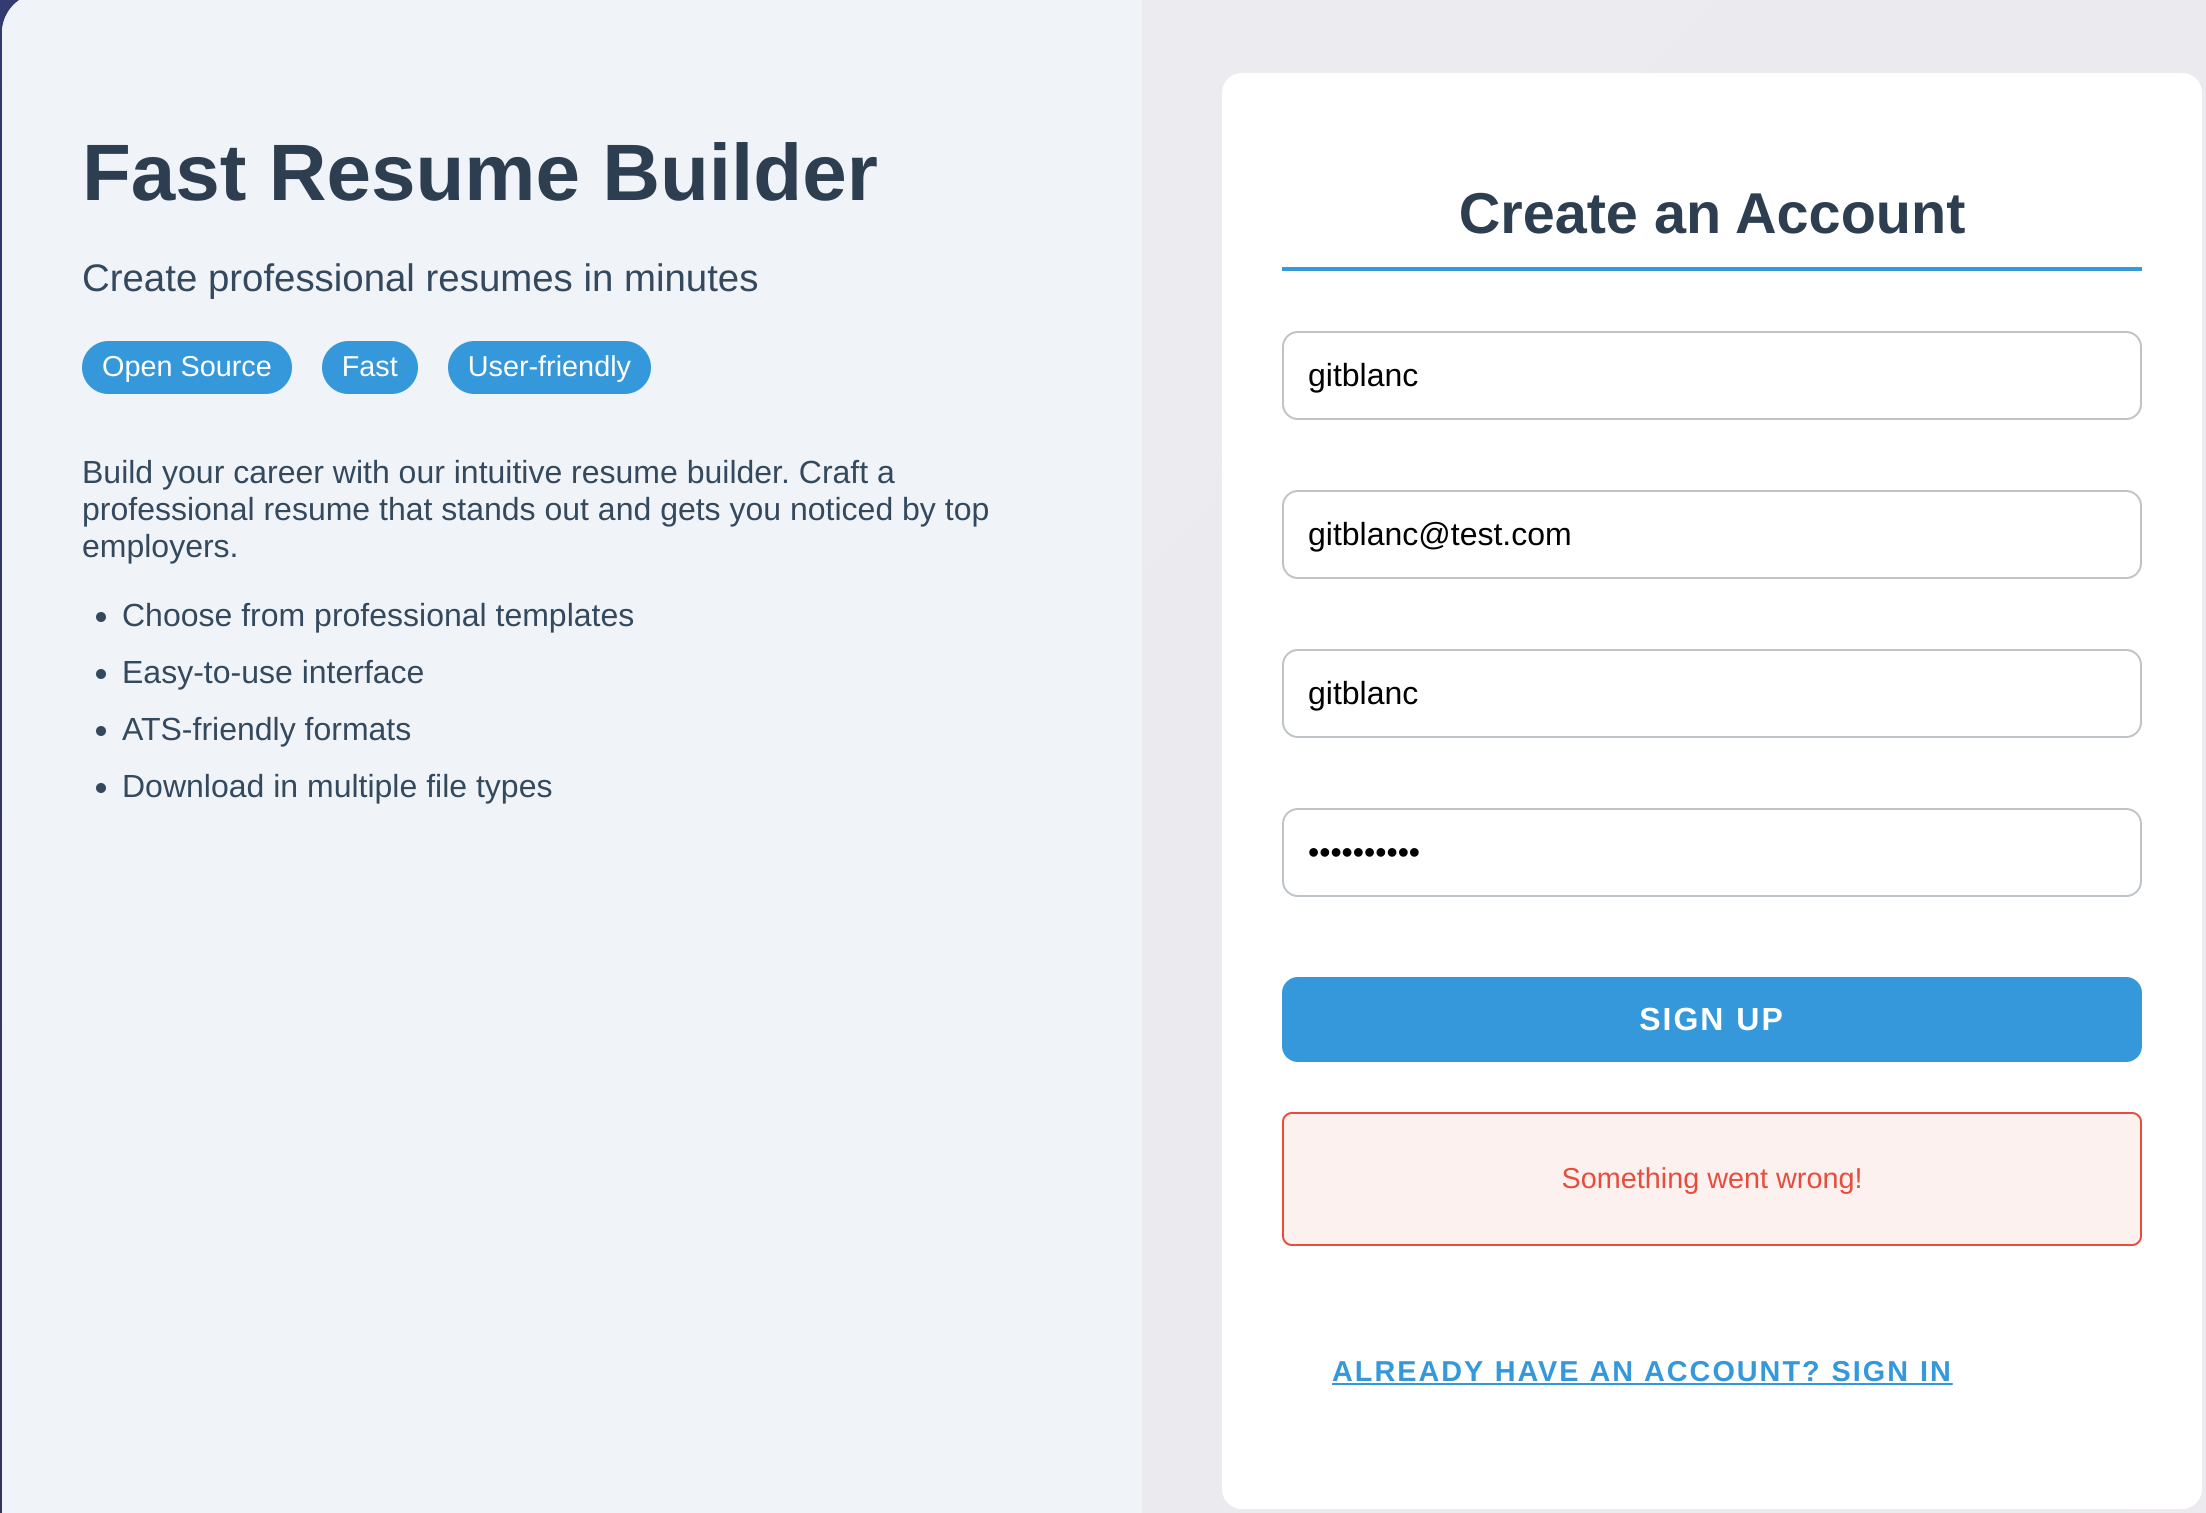 Fast Resume Builder
Create professional resumes in minutes
Open Source Fast User-friendly
Build your career with our intuitive resume builder. Craft a
professional resume that stands out and gets you noticed by top
employers.
• Choose from professional templates
• Easy-to-use interface
• ATS-friendly formats
• Download in multiple file types
Create an Account
gitblanc
gitblanc@test.com
gitblanc
••••••••••
SIGN UP
Something went wrong!
ALREADY HAVE AN ACCOUNT? SIGN IN